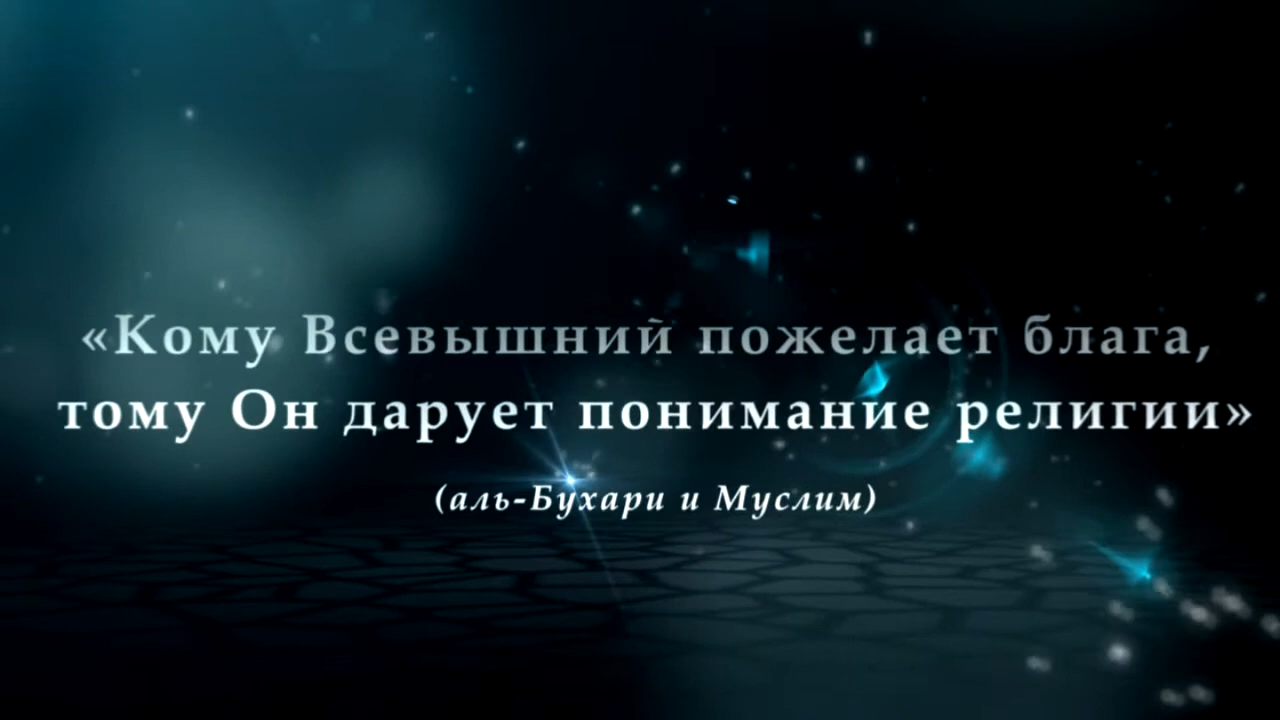 «Кому Всевышний пожелает блага,
тому Он дарует понимание религии»
(аль-Бухари и Муслим)